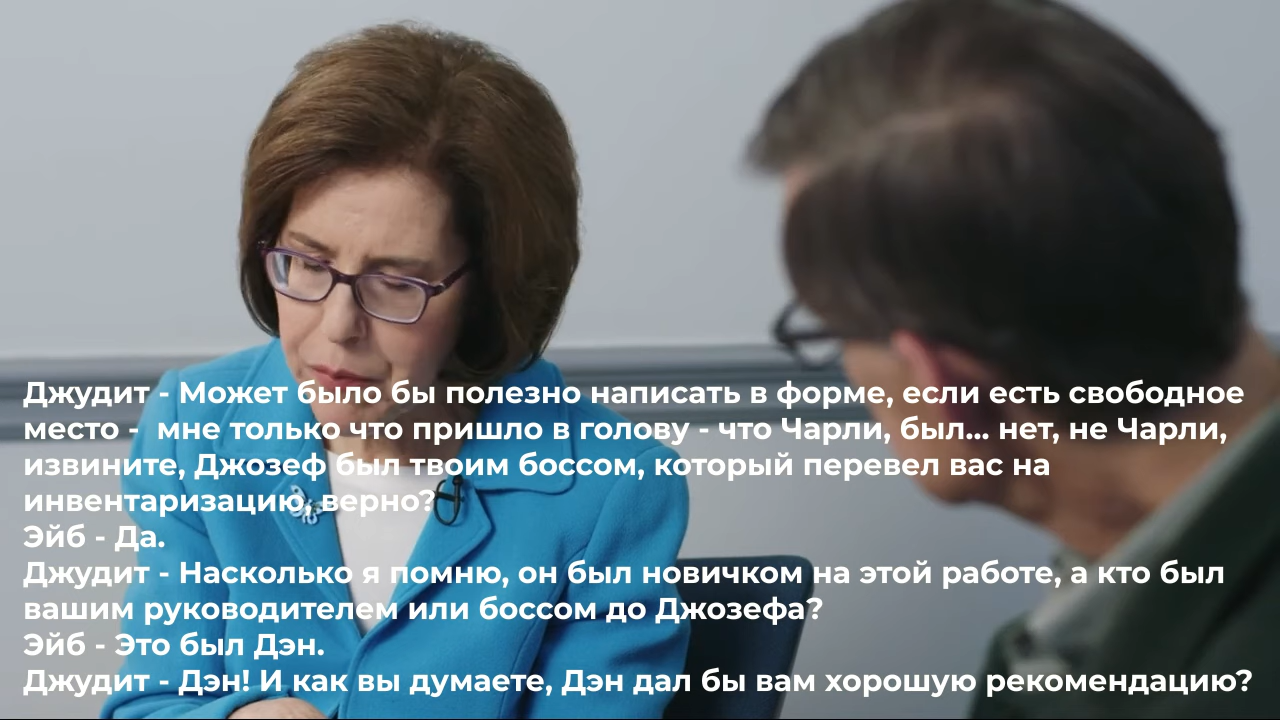 Джудит - Может было бы полезно написать в форме, если есть свободное
место -  мне только что пришло в голову - что Чарли, был... нет, не Чарли,
извините, Джозеф был твоим боссом, который перевел вас на
инвентаризацию, верно?
Эйб - Да.
Джудит - Насколько я помню, он был новичком на этой работе, а кто был
вашим руководителем или боссом до Джозефа?
Эйб - Это был Дэн.
Джудит - Дэн! И как вы думаете, Дэн дал бы вам хорошую рекомендацию?